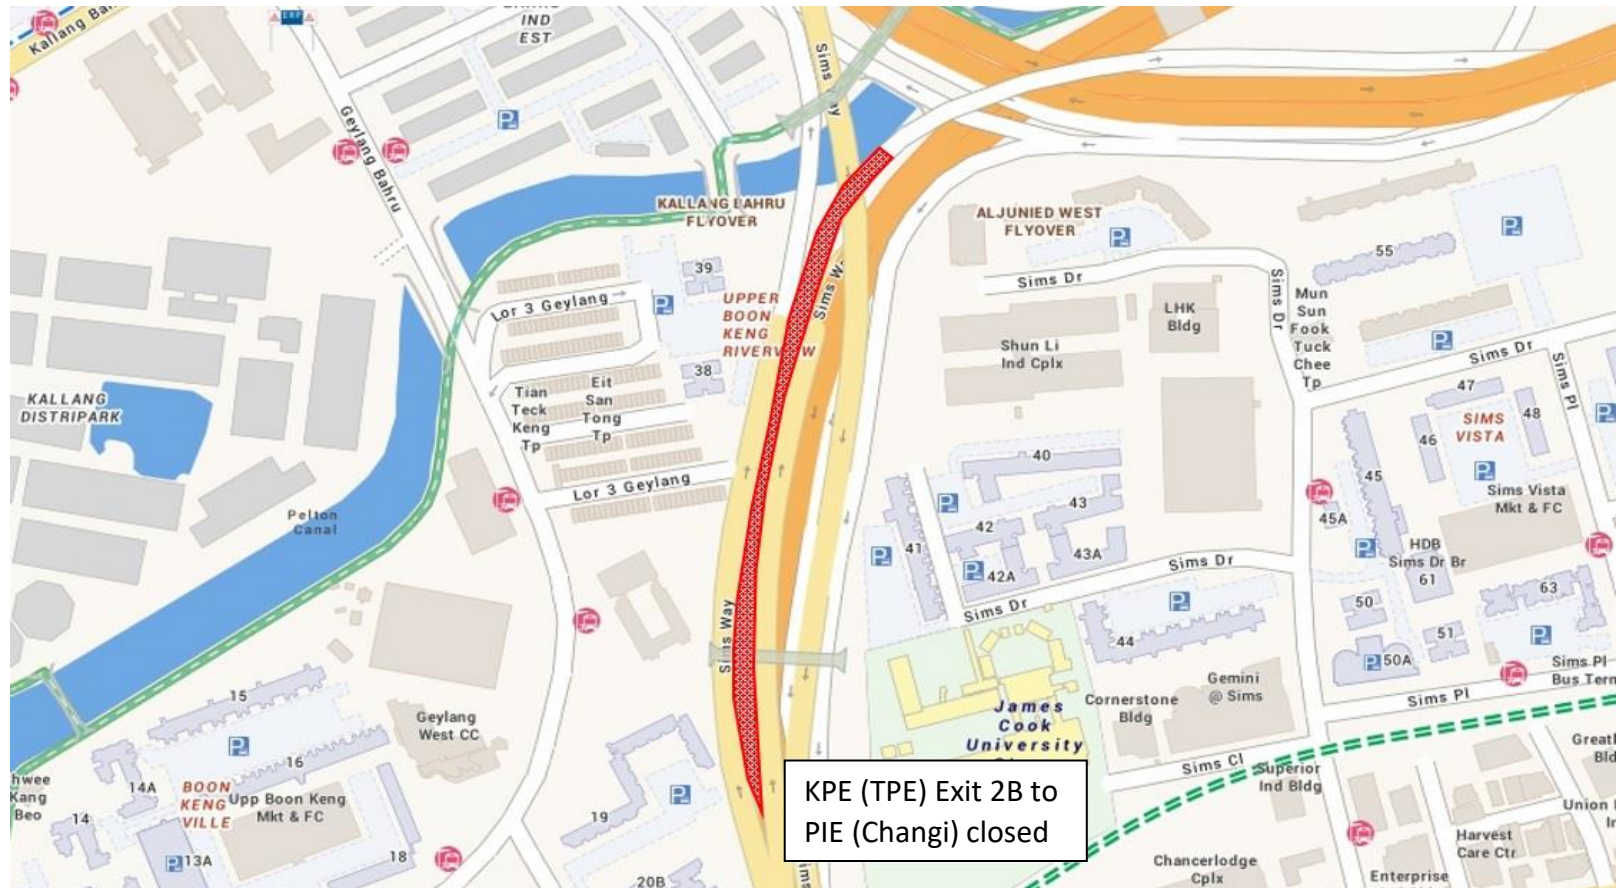 Kallang Bah
ERP
IND
EST
Sims Way
Geylang Bahru
KALLANG BAHRU
FLYOVER
ALJUNIED WEST
FLYOVER
39
55
Sims Dr
Sims Dr
Mun
Sun
Fook
Tuck
Chee
Tp
LHK
Bldg
Lor 3 Geylang
UPPER
BOON
KENG
RIVERVIEW
Sims W
Shun Li
Ind Cplx
Sims Dr
Sims Pl
38
KALLANG
DISTRIPARK
Tian
Teck
Keng
Tp
Eit
San
Tong
Tp
47
48
46
SIMS
VISTA
40
45
Lor 3 Geylang
43
Sims Vista
Mkt & FC
Pelton
Canal
42
45A
41
43A
HDB
Sims Dr Br
61
Sims Dr
42A
63
50
Sims Dr
51
44
Sims Way
50A
Sims Pl
Bus Term
15
Gemini
@ Sims
Cornerstone
Bldg
Sims Pl
Geylang
West CC
James
Cook
University
16
Sims Cl
Superior
Ind Bldg
hwee
Kang
Beo
14A
BOON
KENG
VILLE
Upp Boon Keng
Mkt & FC
14
19
KPE (TPE) Exit 2B to
PIE (Changi) closed
Union
Harvest
Care Ctr
13A
18
Chancerlodge
Cplx
Enterprise
20B
Sims